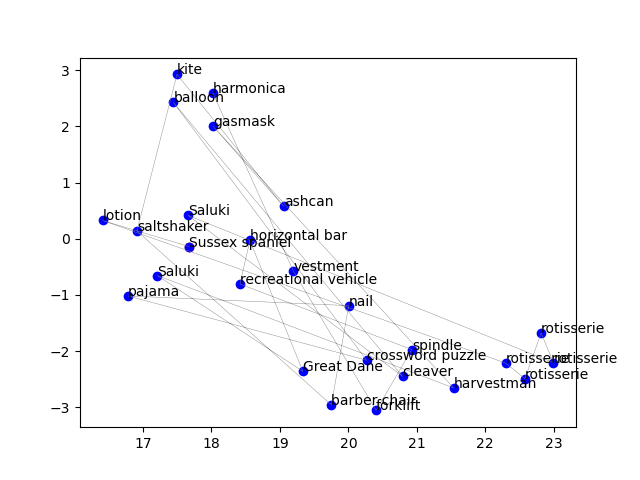 kite
harmonica
balloon
gasmask
ashcan
lotion
Saluki
saltshaker
horizontal bar
Sussex spaniel
vestment
Saluki
recreational vehicle
pajama
nail
rotisserie
spindle
crossword puzzle
rotisserie
rotisserie
Great Dane
cleaver
rotisserie
harvestman
barber chair
forklift
3
2
1
0
−1
−2
−3
17 18 19 20 21 22 23